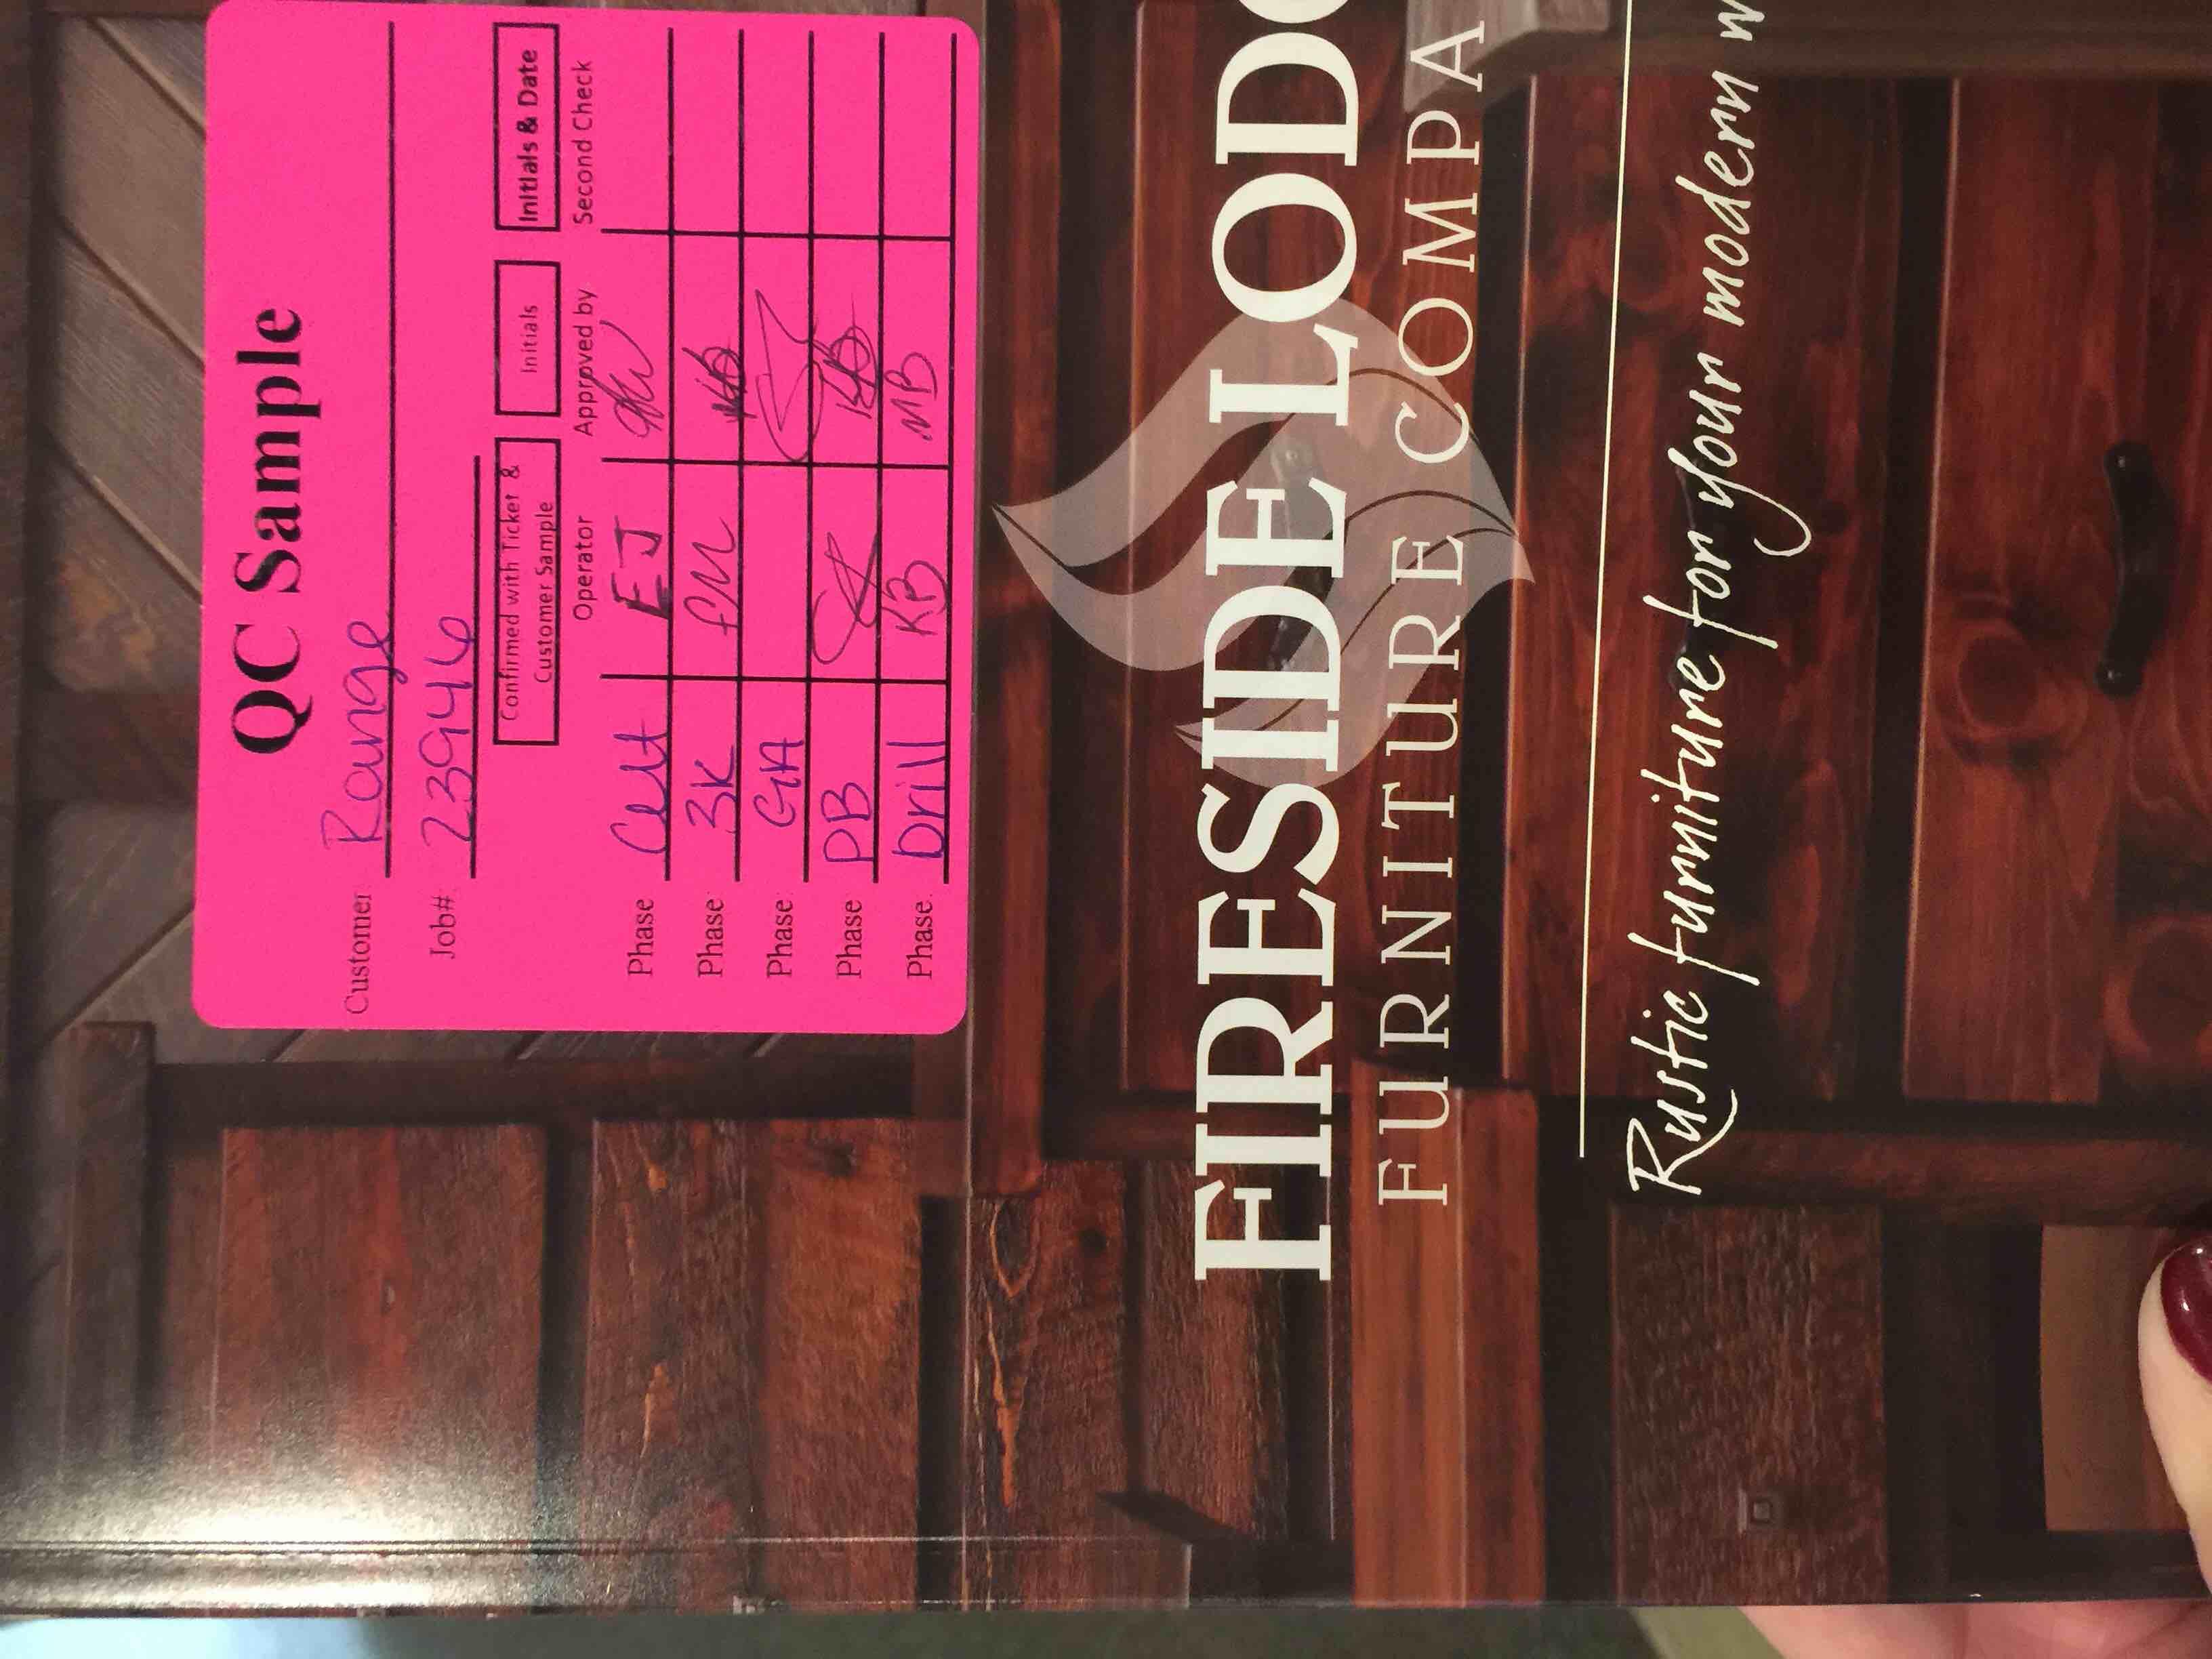 QC Sample
Customer Range
Job# 23946
Confirmed with Ticket & Customer Sample
Initials
Initials & Date
Operator Approved by Second Check
Phase Cut EJ
Phase 3K
Phase GA
Phase PB
Phase Drill KB MB
FIRESIDE LOD
FURNITURE COMPA
Rustic furniture for your modern w